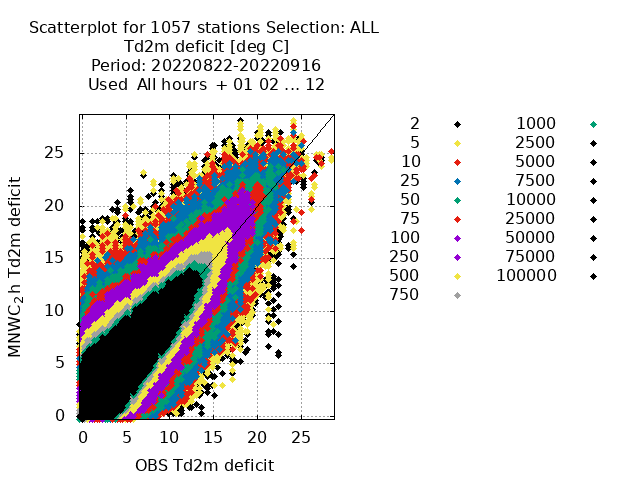 Scatterplot for 1057 stations Selection: ALL
Td2m deficit [deg C]
Period: 20220822-20220916
Used  All hours  + 01 02 ... 12
MNWC_2h Td2m deficit
25
20
15
10
5
0
0 5 10 15 20 25
OBS Td2m deficit
2 1000
5 2500
10 5000
25 7500
50 10000
75 25000
100 50000
250 75000
500 100000
750